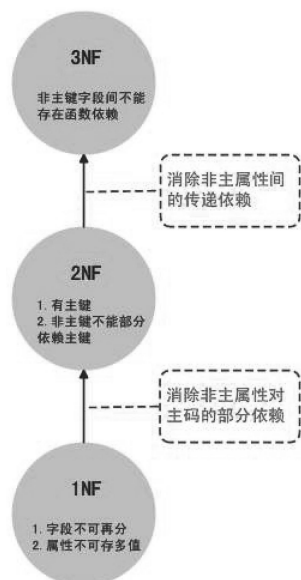 3NF
非主键字段间不能
存在函数依赖
消除非主属性间
的传递依赖
2NF
1. 有主键
2. 非主键不能部分
依赖主键
消除非主属性对
主码的部分依赖
1NF
1. 字段不可再分
2. 属性不可存多值